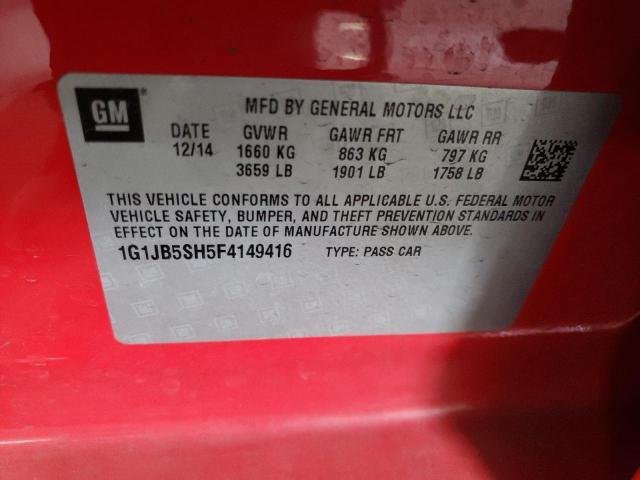 GM MFD BY GENERAL MOTORS LLC
DATE GVWR GAWR FRT GAWR RR
12/14 1660 KG 863 KG 797 KG
3659 LB 1901 LB 1758 LB
THIS VEHICLE CONFORMS TO ALL APPLICABLE U.S. FEDERAL MOTOR
VEHICLE SAFETY, BUMPER, AND THEFT PREVENTION STANDARDS IN
EFFECT ON THE DATE OF MANUFACTURE SHOWN ABOVE.
1G1JB5SH5F4149416 TYPE: PASS CAR